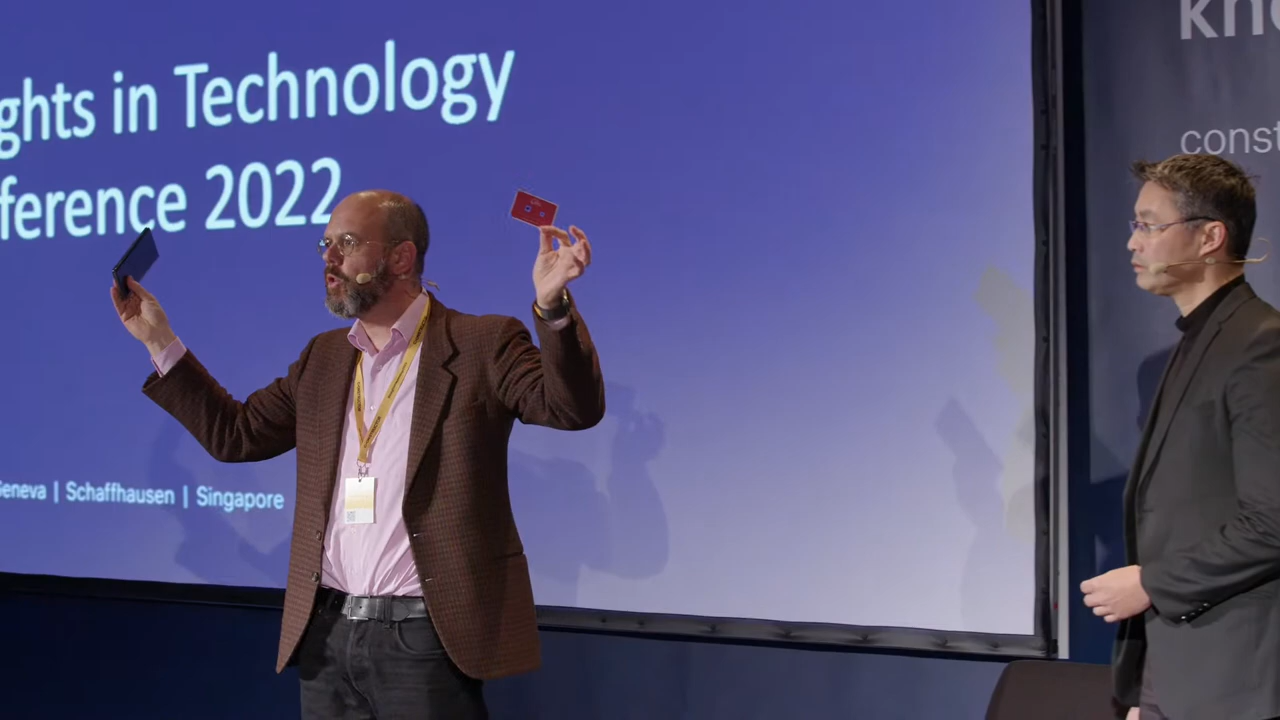 ghts in Technology
ference 2022
Geneva | Schaffhausen | Singapore
kn
const